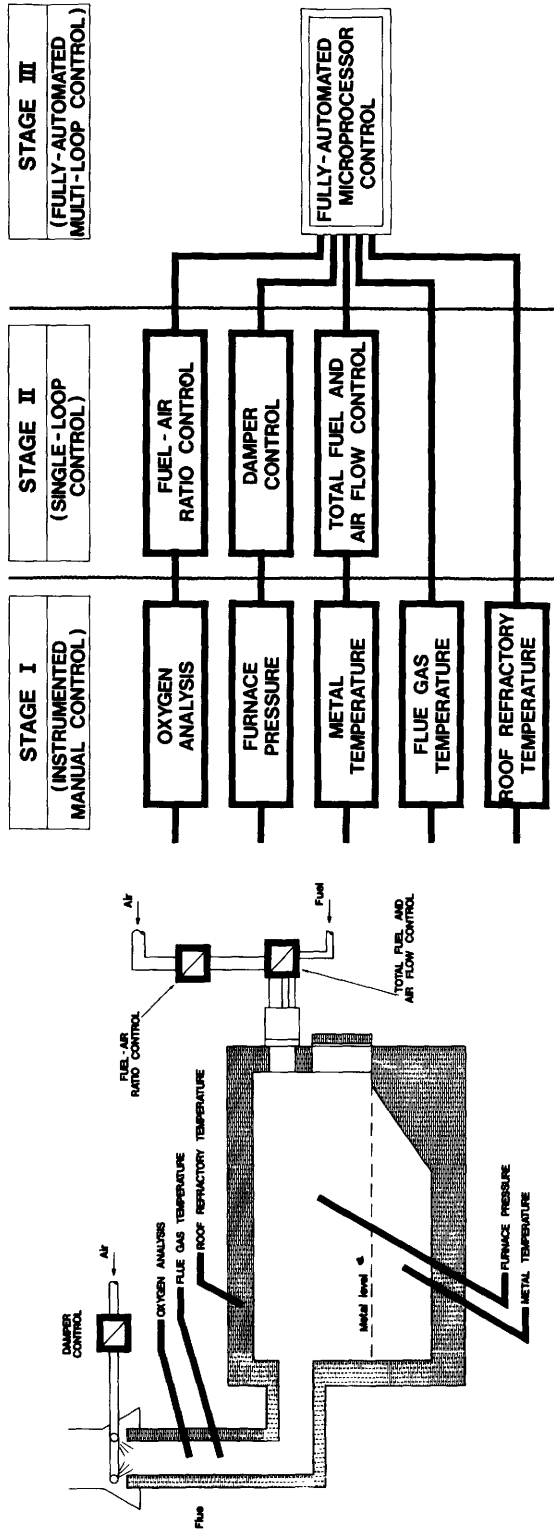 STAGE I
(INSTRUMENTED
MANUAL CONTROL)
STAGE II
(SINGLE-LOOP
CONTROL)
STAGE III
(FULLY-AUTOMATED
MULTI-LOOP CONTROL)
OXYGEN
ANALYSIS
FUEL-AIR
RATIO CONTROL
FURNACE
PRESSURE
DAMPER
CONTROL
METAL
TEMPERATURE
TOTAL FUEL AND
AIR FLOW CONTROL
FLUE GAS
TEMPERATURE
ROOF REFRACTORY
TEMPERATURE
FULLY-AUTOMATED
MICROPROCESSOR
CONTROL
DAMPER
CONTROL
Air
Flue
OXYGEN ANALYSIS
FLUE GAS TEMPERATURE
ROOF REFRACTORY TEMPERATURE
FUEL-AIR
RATIO CONTROL
Air
Fuel
TOTAL FUEL AND
AIR FLOW CONTROL
Metal level
FURNACE PRESSURE
METAL TEMPERATURE